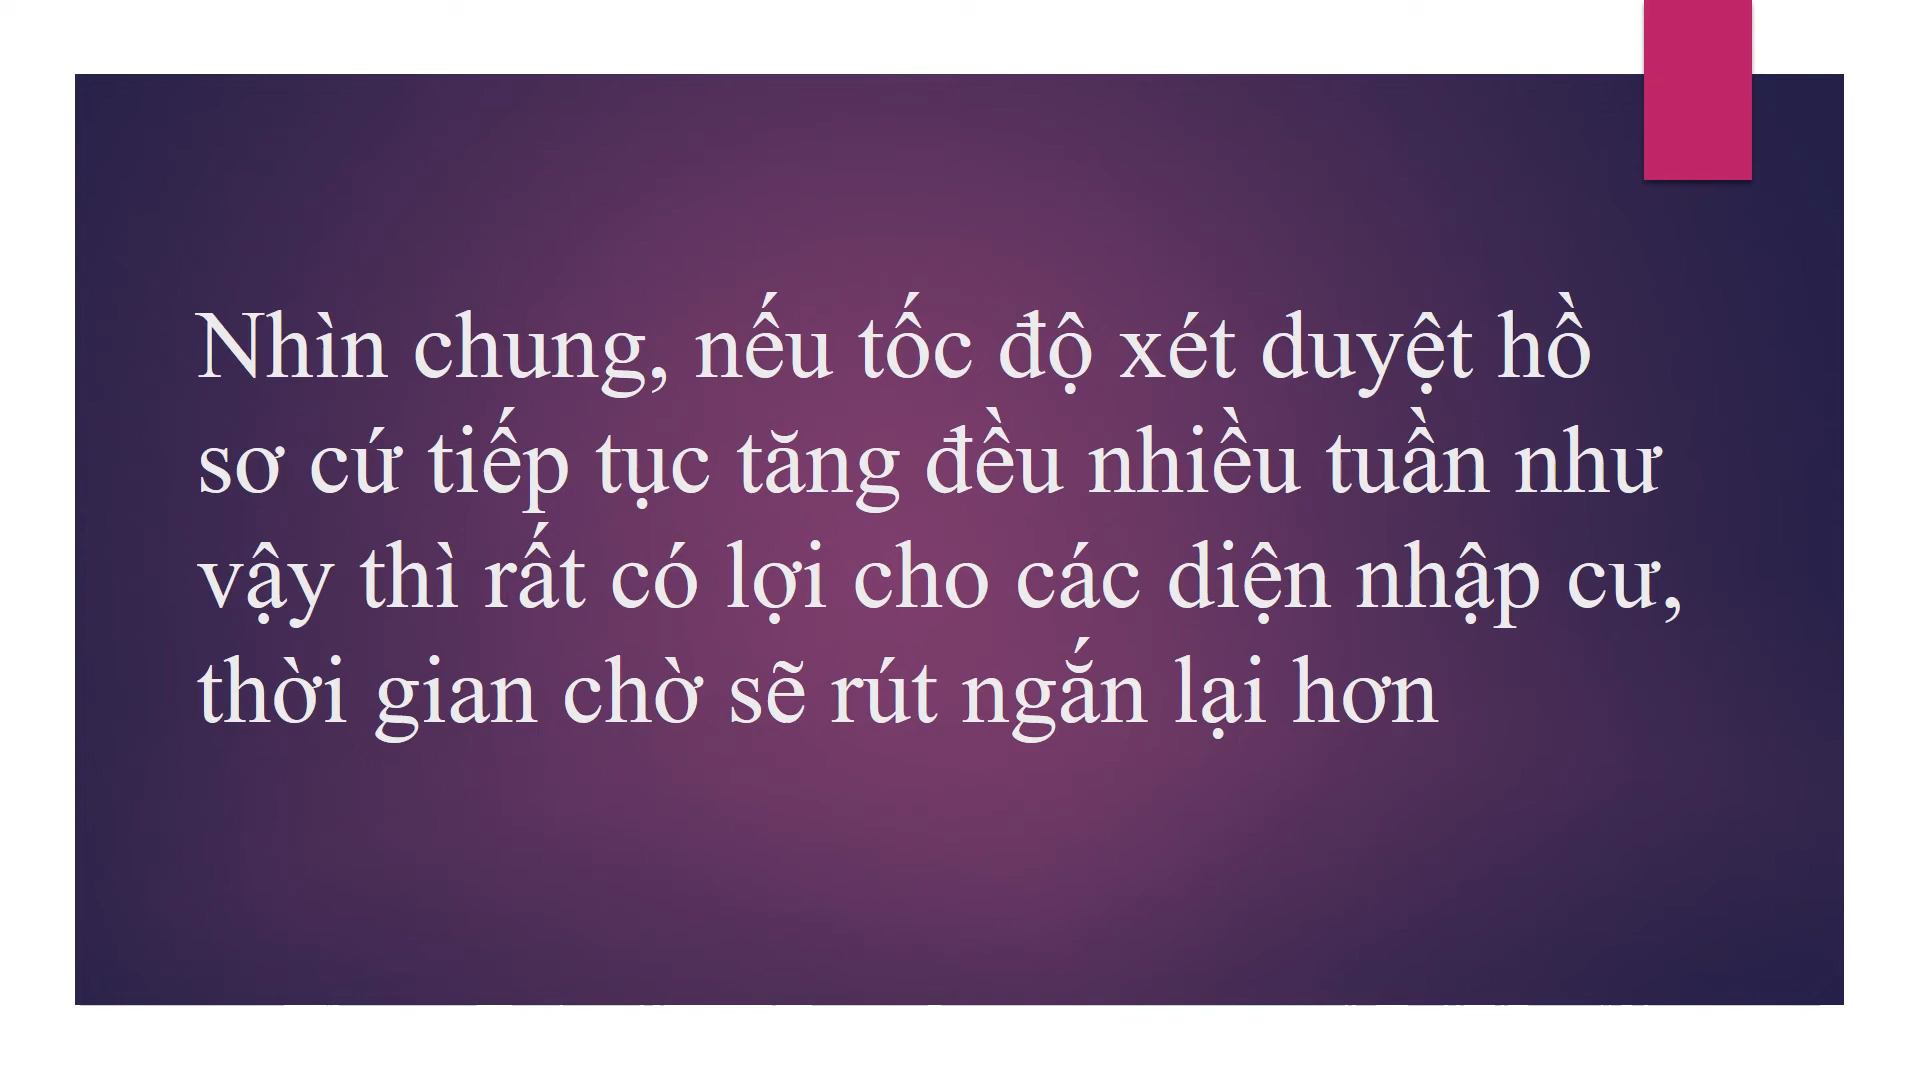 Nhìn chung, nếu tốc độ xét duyệt hồ
sơ cứ tiếp tục tăng đều nhiều tuần như
vậy thì rất có lợi cho các diện nhập cư,
thời gian chờ sẽ rút ngắn lại hơn